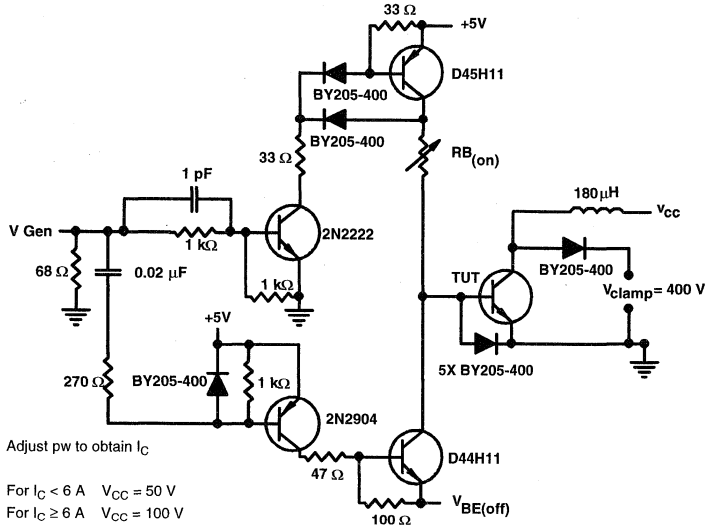 33 Ω
+5V
D45H11
BY205-400
BY205-400
33 Ω
RB(on)
1 pF
180 μH
VCC
V Gen
1 kΩ
2N2222
68 Ω
0.02 μF
1 kΩ
TUT
BY205-400
Vclamp = 400 V
+5V
5X BY205-400
270 Ω
BY205-400
1 kΩ
2N2904
Adjust pw to obtain IC
47 Ω
D44H11
For IC < 6 A VCC = 50 V
For IC ≥ 6 A VCC = 100 V
100 Ω
VBE(off)